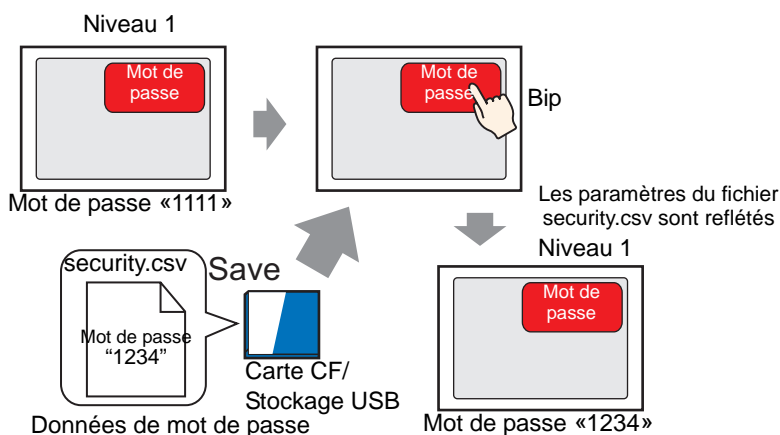 Niveau 1
Mot de
passe
Mot de passe «1111»
Mot de
passe
Bip
Les paramètres du fichier
security.csv sont reflétés
security.csv
Save
Mot de passe
“1234”
Carte CF/
Stockage USB
Données de mot de passe
Niveau 1
Mot de
passe
Mot de passe «1234»